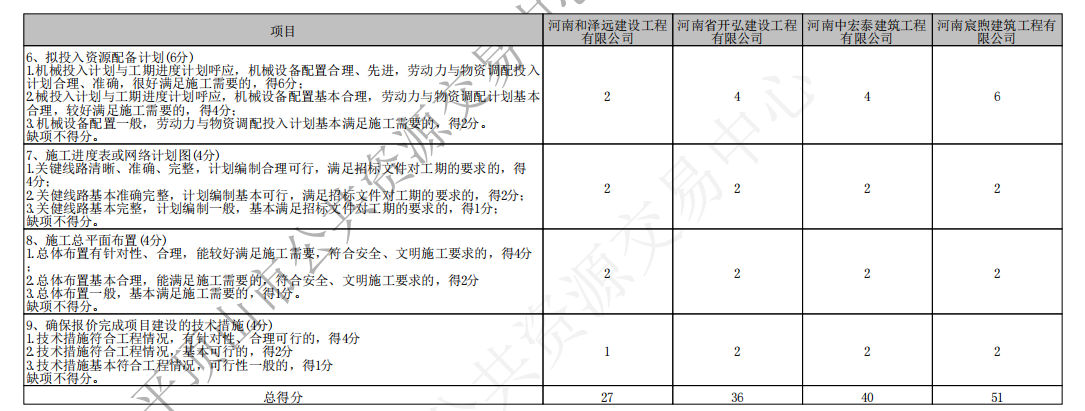 项目 河南和泽远建设工程 河南省开弘建设工程 河南中宏泰建筑工程 河南宸煦建筑工程有
有限公司 有限公司 有限公司 限公司
6、拟投入资源配备计划(6分)
1.机械投入计划与工期进度计划呼应，机械设备配置合理、先进，劳动力与物资调配投入
计划合理、准确，很好满足施工需要的，得6分；
2.械投入计划与工期进度计划呼应，机械设备配置基本合理，劳动力与物资调配计划基本
合理，较好满足施工需要的，得4分；
3.机械设备配置一般，劳动力与物资调配投入计划基本满足施工需要的，得2分。
缺项不得分。
2 4 4 6
7、施工进度表或网络计划图(4分)
1.关键线路清晰、准确、完整，计划编制合理可行，满足招标文件对工期的要求的，得
4分；
2.关健线路基本准确完整，计划编制基本可行，满足招标文件对工期的要求的，得2分；
3.关健线路基本完整，计划编制一般，基本满足招标文件对工期的要求的，得1分；
缺项不得分。
2 2 2 2
8、施工总平面布置(4分)
1.总体布置有针对性、合理，能较好满足施工需要，符合安全、文明施工要求的，得4分
；
2.总体布置基本合理，能满足施工需要的，符合安全、文明施工要求的，得2分
3.总体布置一般，基本满足施工需要的，得1分。
缺项不得分。
2 2 2 2
9、确保报价完成项目建设的技术措施(4分)
1.技术措施符合工程情况，有针对性、合理可行的，得4分
2.技术措施符合工程情况，基本可行的，得2分
3.技术措施基本符合工程情况，可行性一般的，得1分
缺项不得分。
1 2 2 2
总得分 27 36 40 51
平顶山市公共资源交易中心
公共资源交易中心